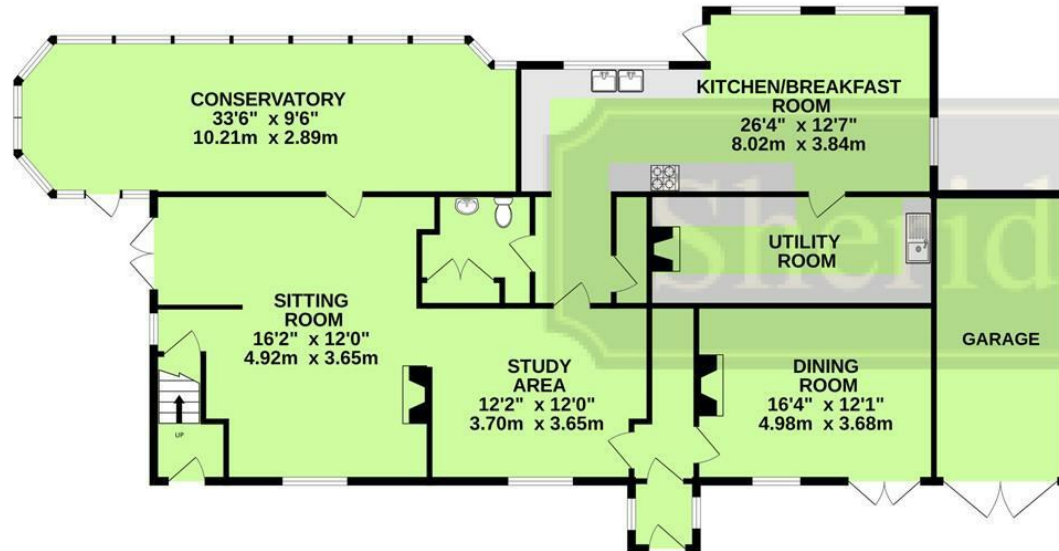 CONSERVATORY
33'6" x 9'6"
10.21m x 2.89m
KITCHEN/BREAKFAST
ROOM
26'4" x 12'7"
8.02m x 3.84m
UTILITY
ROOM
SITTING
ROOM
16'2" x 12'0"
4.92m x 3.65m
STUDY
AREA
12'2" x 12'0"
3.70m x 3.65m
DINING
ROOM
16'4" x 12'1"
4.98m x 3.68m
GARAGE
UP
Sherid